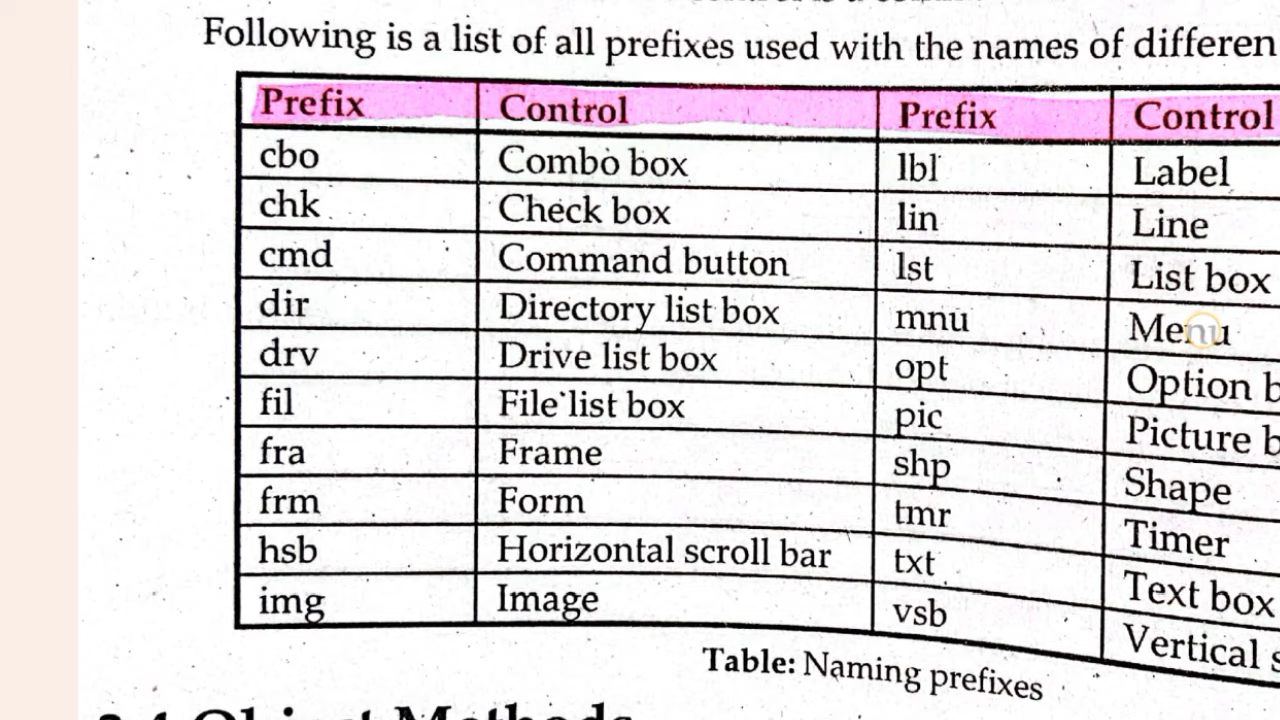 Following is a list of all prefixes used with the names of
Prefix Control Prefix Control
cbo Combo box lbl Label
chk Check box lin Line
cmd Command button lst List box
dir Directory list box mnu Menu
drv Drive list box opt Option
fil File list box pic Picture
fra Frame shp Shape
frm Form tmr Timer
hsb Horizontal scroll bar txt Text box
img Image vsb Vertical
Table: Naming prefixes
Object Methods